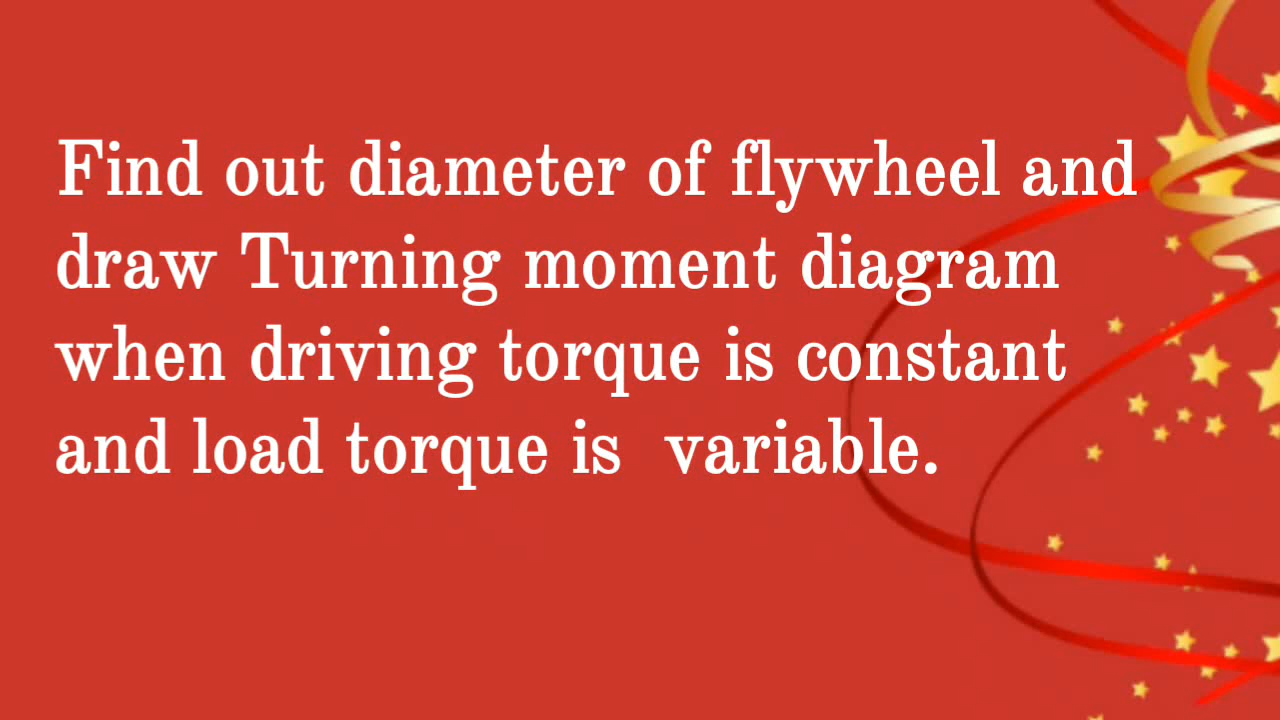 Find out diameter of flywheel and
draw Turning moment diagram
when driving torque is constant
and load torque is  variable.